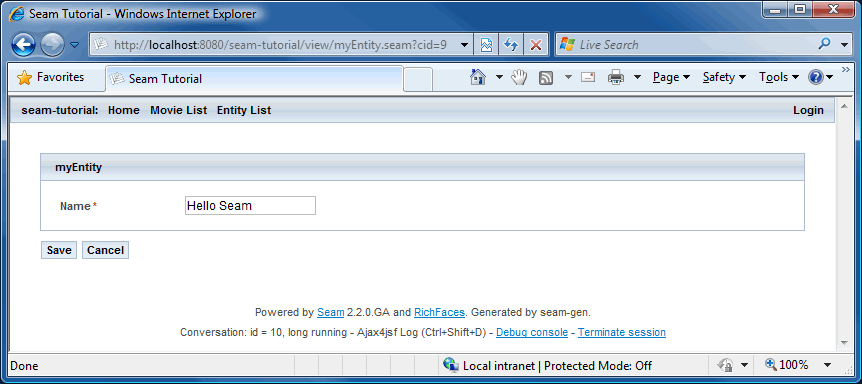 Seam Tutorial - Windows Internet Explorer
http://localhost:8080/seam-tutorial/view/myEntity.seam?cid=9
Live Search
Favorites
Seam Tutorial
Page
Safety
Tools
seam-tutorial: Home Movie List Entity List Login
myEntity
Name* Hello Seam
Save Cancel
Powered by Seam 2.2.0.GA and RichFaces. Generated by seam-gen.
Conversation: id = 10, long running - Ajax4jsf Log (Ctrl+Shift+D) - Debug console - Terminate session
Done Local intranet | Protected Mode: Off 100%